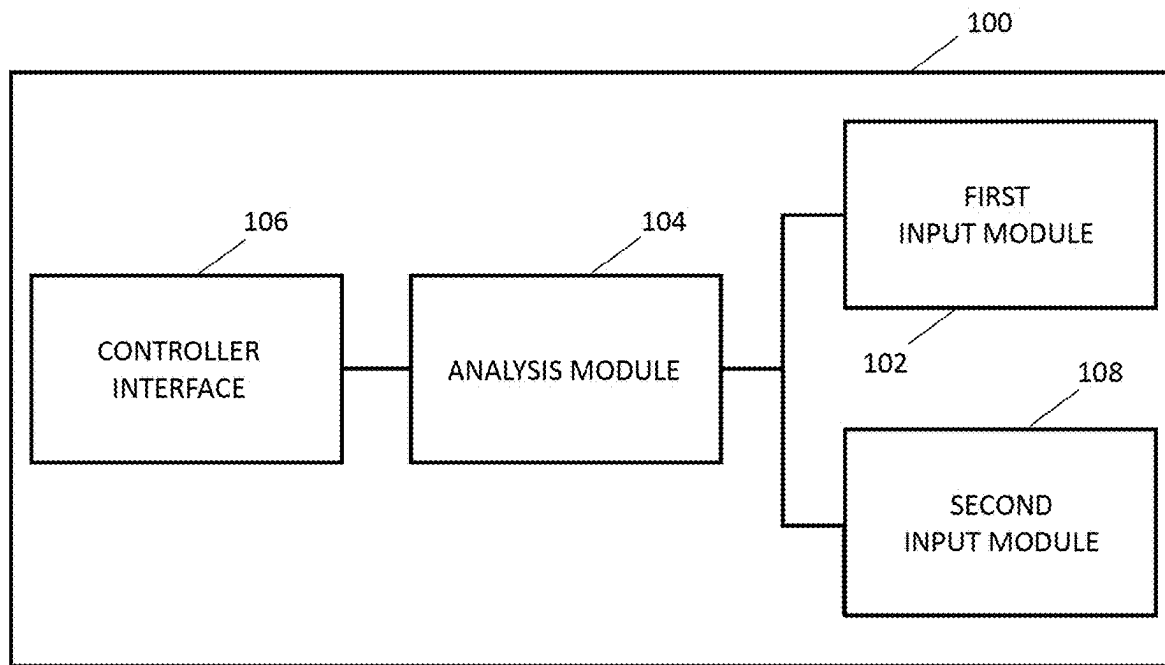 100
106
CONTROLLER
INTERFACE
104
ANALYSIS MODULE
FIRST
INPUT MODULE
102
108
SECOND
INPUT MODULE